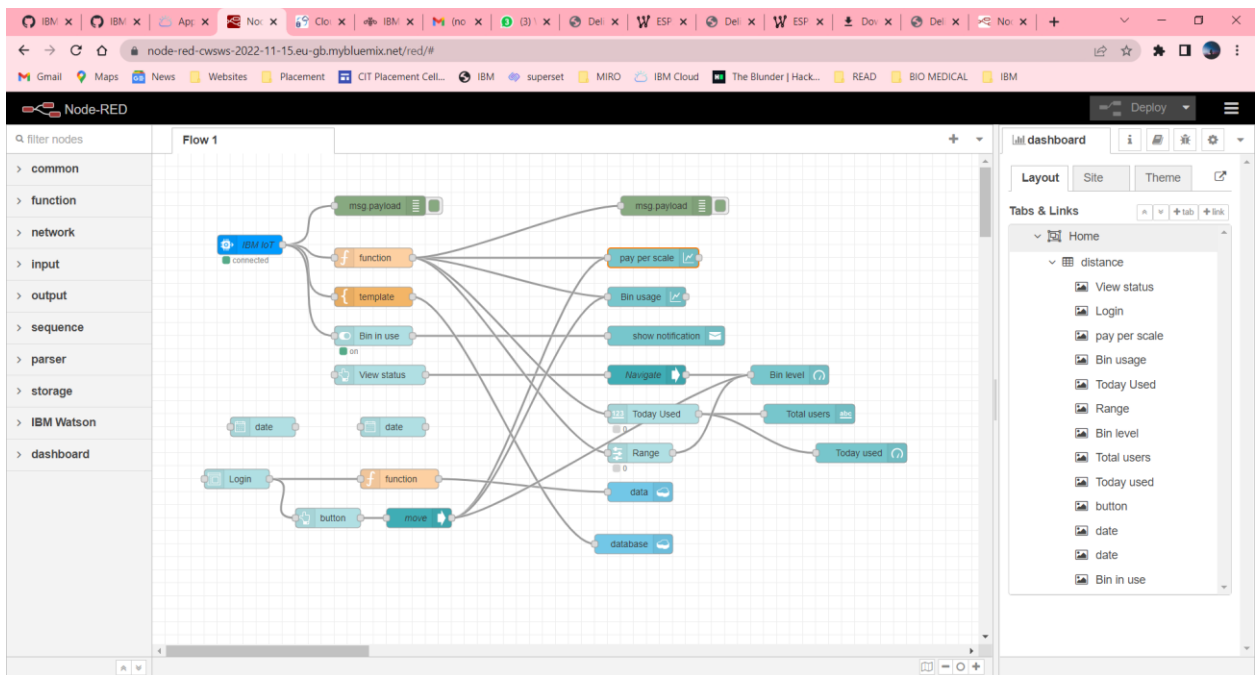 IBM IBM App Noc Clou IBM (no (3) Deli ESP Deli ESP Dov Del Nor
node-red-cwsws-2022-11-15.eu-gb.mybluemix.net/red/#
Gmail Maps News Websites Placement CIT Placement Cell... IBM superset MIRO IBM Cloud The Blunder | Hack... READ BIO MEDICAL IBM
Node-RED Deploy
filter nodes Flow 1 dashboard
common
function
network
input
output
sequence
parser
storage
IBM Watson
dashboard
msg.payload msg.payload
IBM IoT
connected
function pay per scale
template Bin usage
Bin in use show notification
on
View status Navigate Bin level
date date 123 Today Used Total users abc
0
Range Today used
0
Login function data
button move
database
Layout Site Theme
Tabs & Links +tab +link
Home
distance
View status
Login
pay per scale
Bin usage
Today Used
Range
Bin level
Total users
Today used
button
date
date
Bin in use